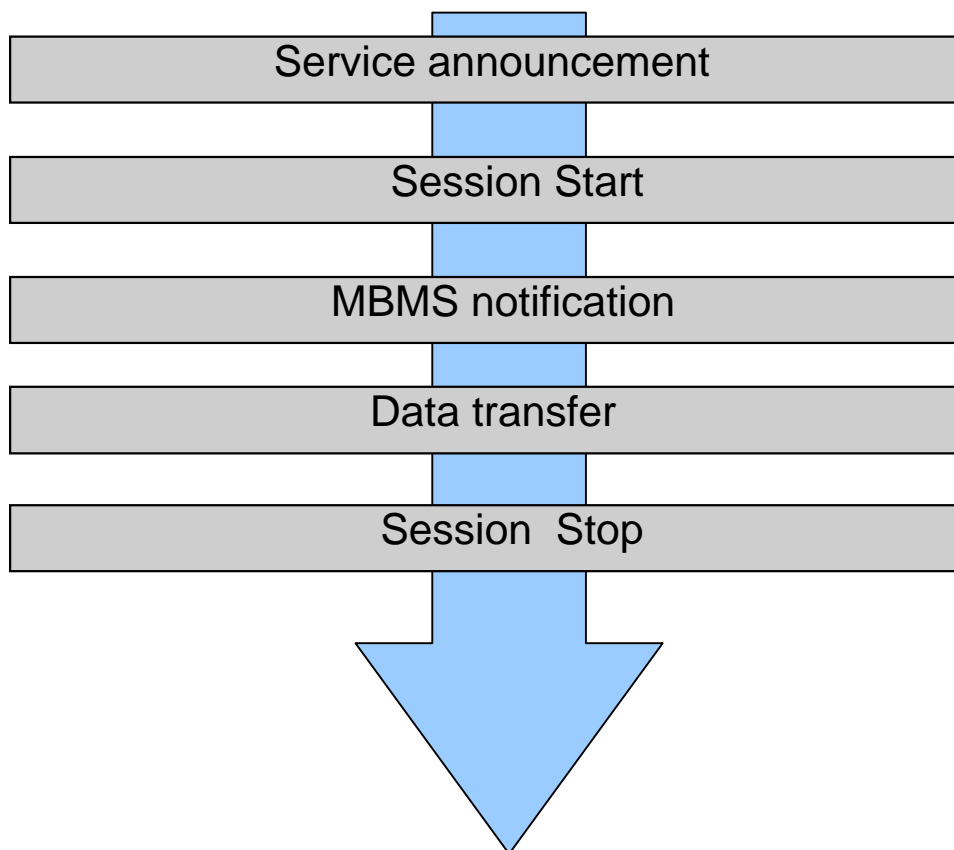 Service announcement
Session Start
MBMS notification
Data transfer
Session  Stop